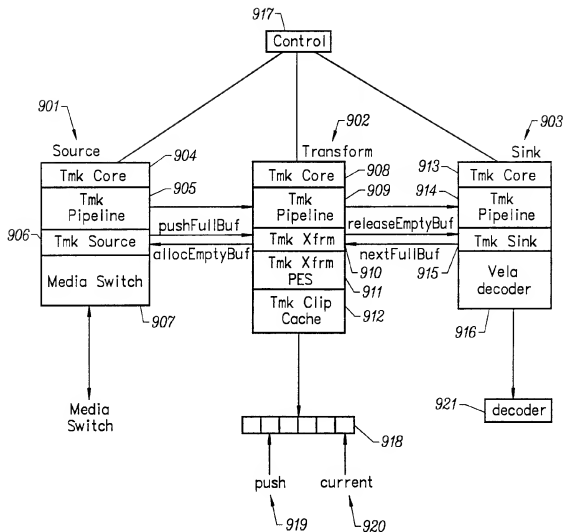 917
Control
901
902
903
Source
904
Transform
908
Sink
913
Tmk Core
Tmk Core
Tmk Core
905
909
914
Tmk
Pipeline
Tmk
Pipeline
Tmk
Pipeline
906
pushFullBuf
releaseEmptyBuf
Tmk Source
Tmk Xfrm
Tmk Sink
allocEmptyBuf
nextFullBuf
910
915
Media Switch
Tmk Xfrm
PES
911
Vela
decoder
907
Tmk Clip
Cache
912
916
Media
Switch
921
decoder
918
push
current
919
920